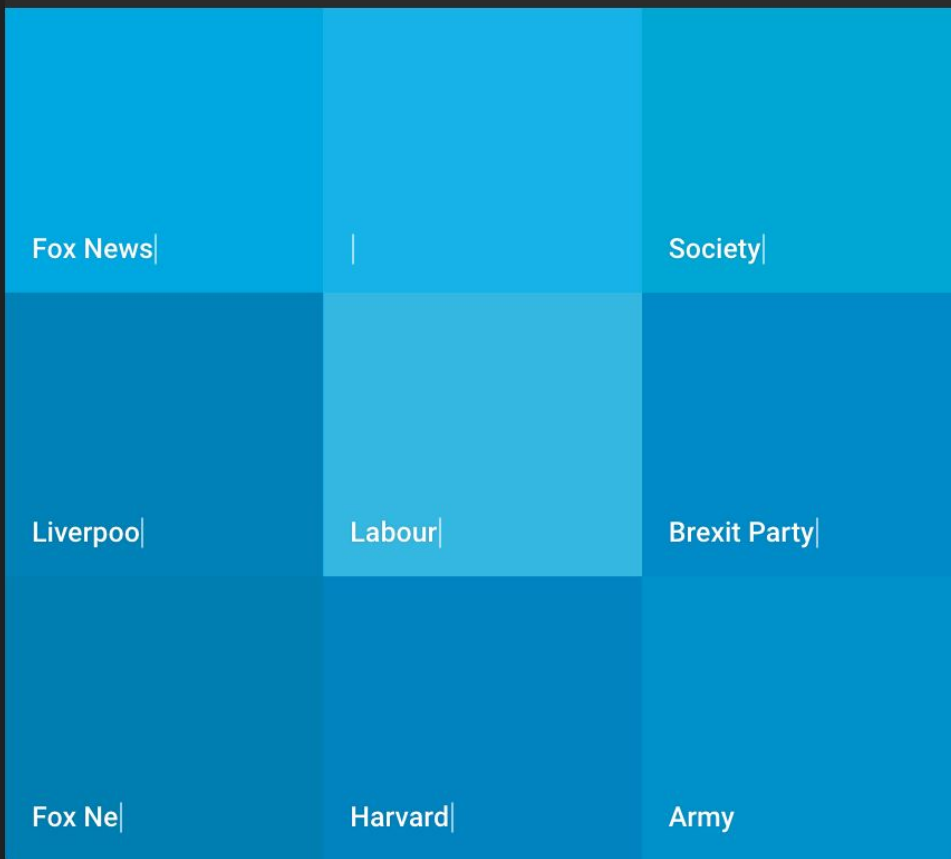 Fox News
Society
Liverpoo
Labour
Brexit Party
Fox Ne
Harvard
Army